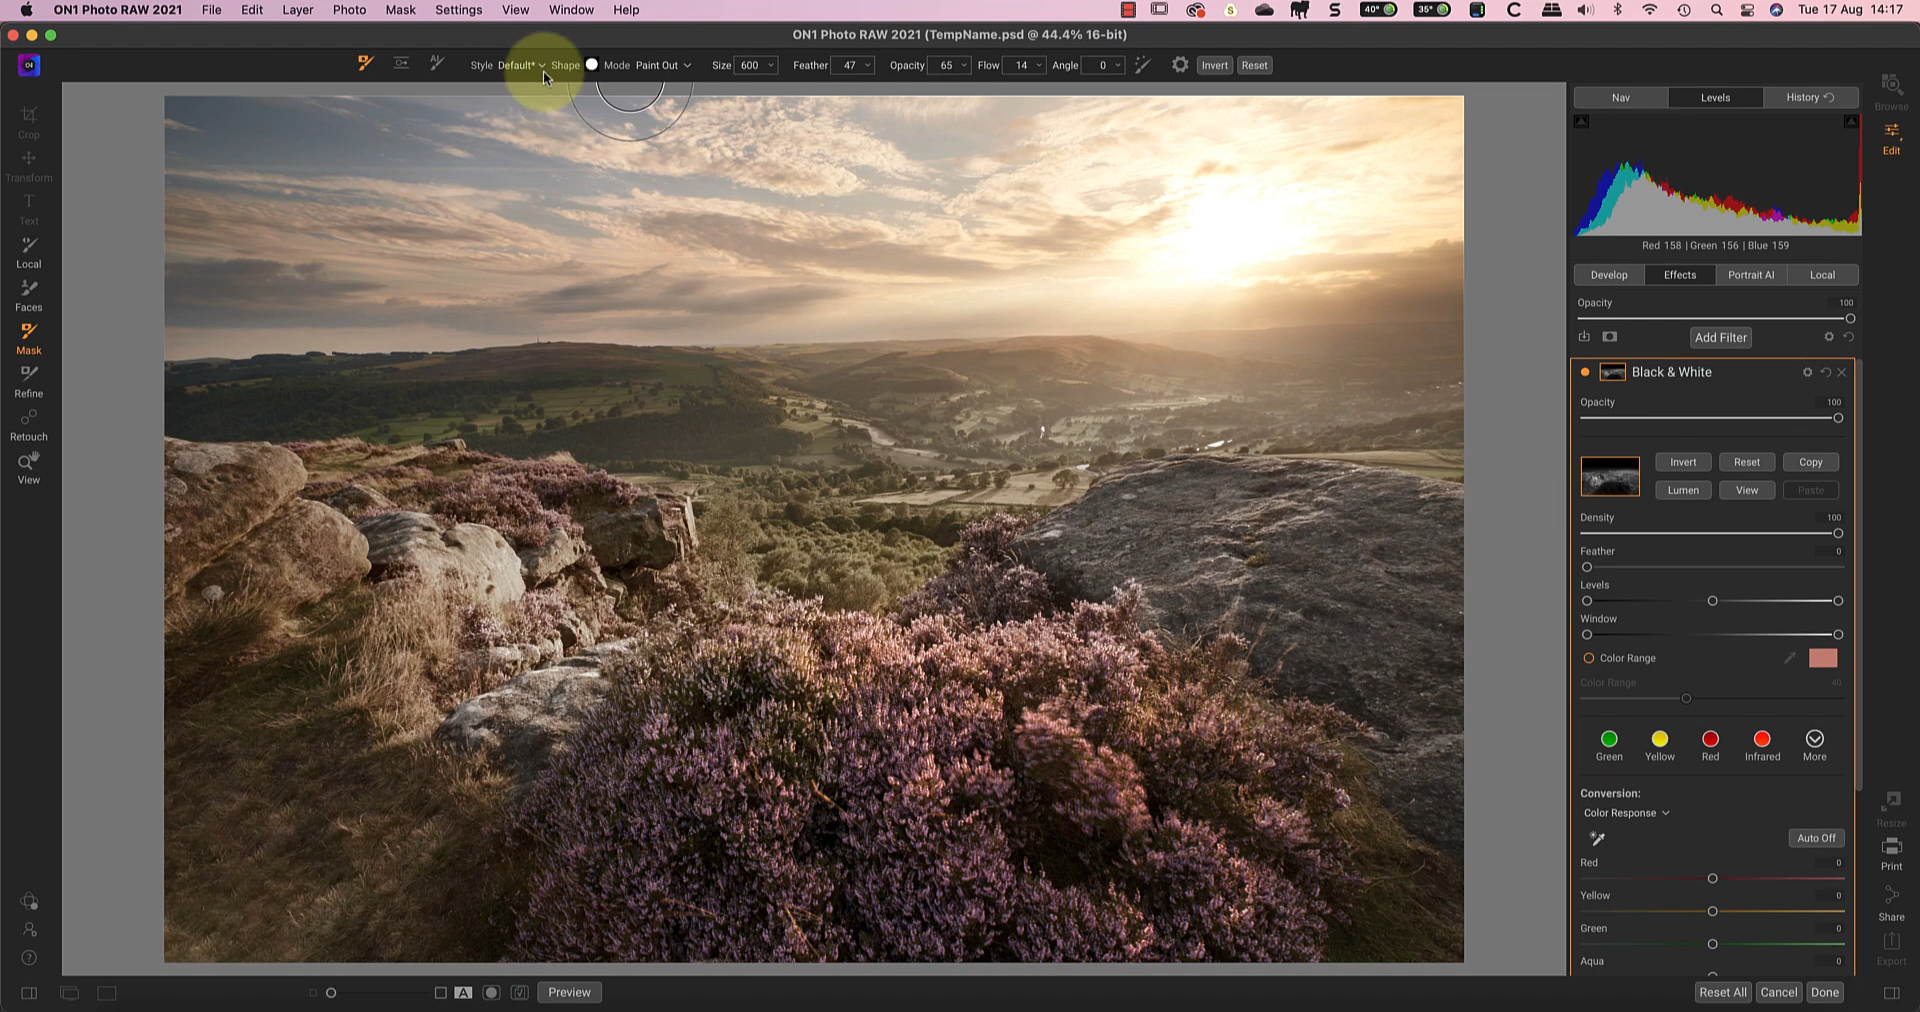 ON1 Photo RAW 2021 File Edit Layer Photo Mask Settings View Window Help 40° 35° Tue 17 Aug 14:17
ON1 Photo RAW 2021 (TempName.psd @ 44.4% 16-bit)
Style Default* Shape Mode Paint Out Size 600 Feather 47 Opacity 65 Flow 14 Angle 0 Invert Reset
Crop
Transform
Text
Local
Faces
Mask
Refine
Retouch
View
Nav Levels History
Red 158 | Green 156 | Blue 159
Develop Effects Portrait AI Local
Opacity 100
Add Filter
Black & White
Opacity 100
Invert Reset Copy
Lumen View Paste
Density 100
Feather 0
Levels
Window
Color Range
Color Range 40
Green Yellow Red Infrared More
Conversion:
Color Response
Auto Off
Red 0
Yellow 0
Green 0
Aqua 0
Browse
Edit
Resize
Print
Share
Export
A Preview
Reset All Cancel Done